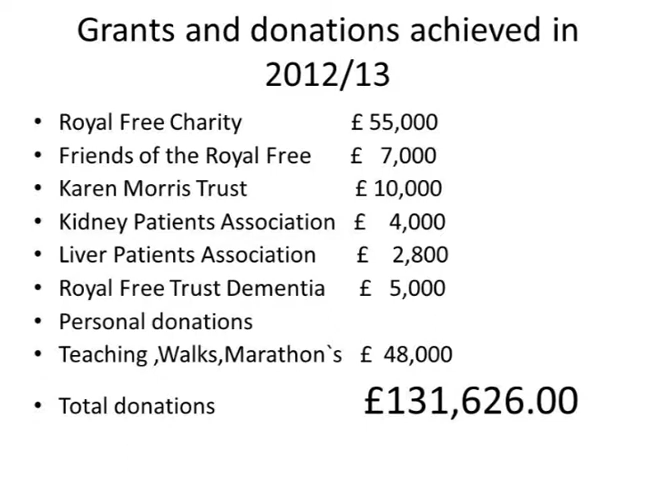 Grants and donations achieved in
2012/13
• Royal Free Charity £ 55,000
• Friends of the Royal Free £ 7,000
• Karen Morris Trust £ 10,000
• Kidney Patients Association £ 4,000
• Liver Patients Association £ 2,800
• Royal Free Trust Dementia £ 5,000
• Personal donations
• Teaching ,Walks,Marathon`s £ 48,000
• Total donations £131,626.00